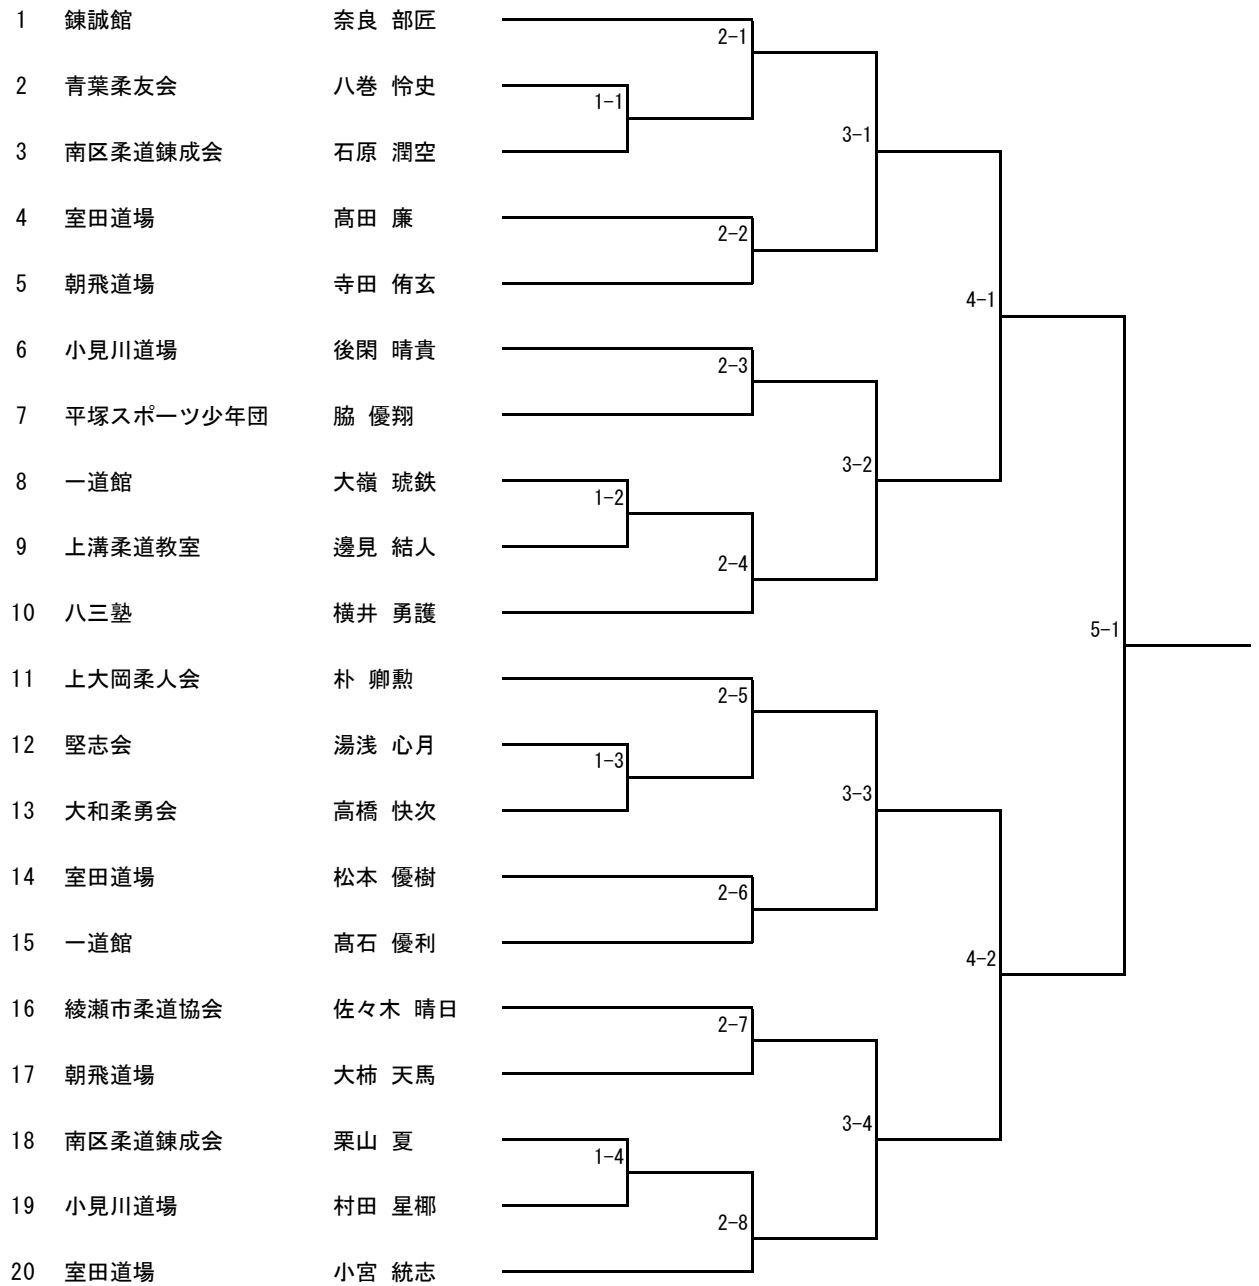 1 錬誠館 奈良 部匠
2-1
2 青葉柔友会 八巻 怜史
1-1
3-1
3 南区柔道錬成会 石原 潤空
4 室田道場 髙田 廉
2-2
5 朝飛道場 寺田 侑玄
4-1
6 小見川道場 後閑 晴貴
2-3
7 平塚スポーツ少年団 脇 優翔
3-2
8 一道館 大嶺 琥鉄
1-2
9 上溝柔道教室 邊見 結人
2-4
10 八三塾 横井 勇護
5-1
11 上大岡柔人会 朴 卿勲
2-5
12 堅志会 湯浅 心月
1-3
3-3
13 大和柔勇会 高橋 快次
14 室田道場 松本 優樹
2-6
15 一道館 髙石 優利
4-2
16 綾瀬市柔道協会 佐々木 晴日
2-7
17 朝飛道場 大柿 天馬
3-4
18 南区柔道錬成会 栗山 夏
1-4
19 小見川道場 村田 星椰
2-8
20 室田道場 小宮 統志